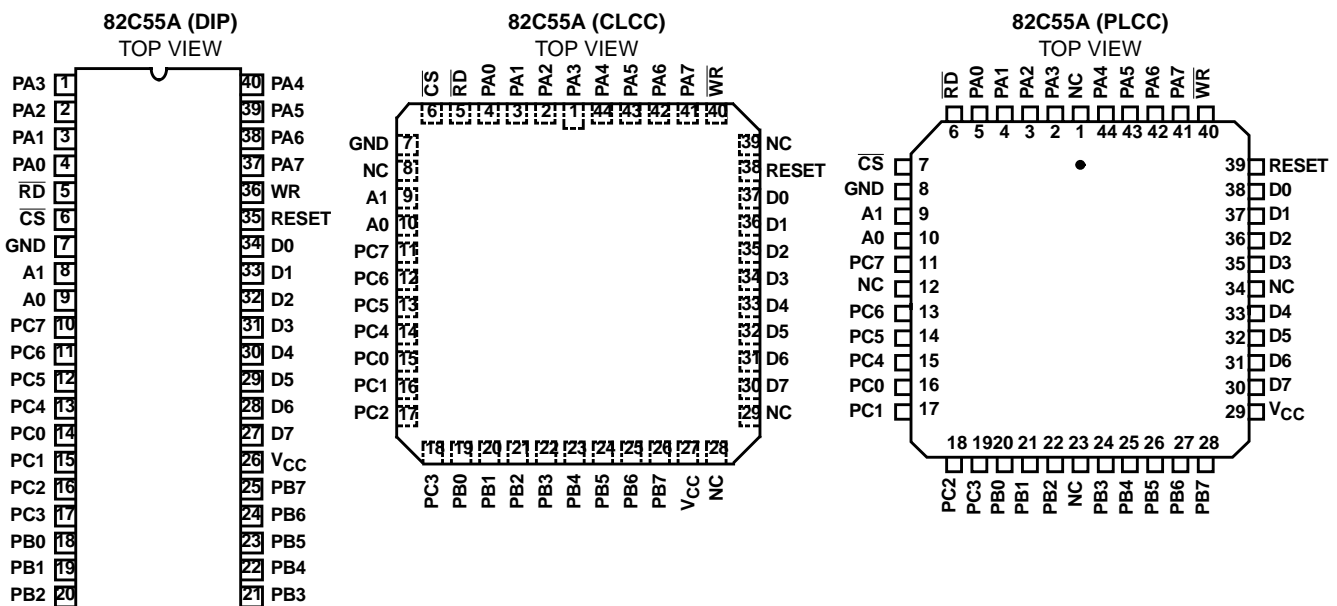 82C55A (DIP)
TOP VIEW
PA3 1 40 PA4
PA2 2 39 PA5
PA1 3 38 PA6
PA0 4 37 PA7
RD 5 36 WR
CS 6 35 RESET
GND 7 34 D0
A1 8 33 D1
A0 9 32 D2
PC7 10 31 D3
PC6 11 30 D4
PC5 12 29 D5
PC4 13 28 D6
PC0 14 27 D7
PC1 15 26 VCC
PC2 16 25 PB7
PC3 17 24 PB6
PB0 18 23 PB5
PB1 19 22 PB4
PB2 20 21 PB3
82C55A (CLCC)
TOP VIEW
CS RD PA0 PA1 PA2 PA3 PA4 PA5 PA6 PA7 WR
6 5 4 3 2 1 44 43 42 41 40
GND 7 39 NC
NC 8 38 RESET
A1 9 37 D0
A0 10 36 D1
PC7 11 35 D2
PC6 12 34 D3
PC5 13 33 D4
PC4 14 32 D5
PC0 15 31 D6
PC1 16 30 D7
PC2 17 29 NC
18 19 20 21 22 23 24 25 26 27 28
PC3 PB0 PB1 PB2 PB3 PB4 PB5 PB6 PB7 VCC NC
82C55A (PLCC)
TOP VIEW
RD PA0 PA1 PA2 PA3 NC PA4 PA5 PA6 PA7 WR
6 5 4 3 2 1 44 43 42 41 40
CS 7 39 RESET
GND 8 38 D0
A1 9 37 D1
A0 10 36 D2
PC7 11 35 D3
NC 12 34 NC
PC6 13 33 D4
PC5 14 32 D5
PC4 15 31 D6
PC0 16 30 D7
PC1 17 29 VCC
18 19 20 21 22 23 24 25 26 27 28
PC2 PC3 PB0 PB1 PB2 NC PB3 PB4 PB5 PB6 PB7